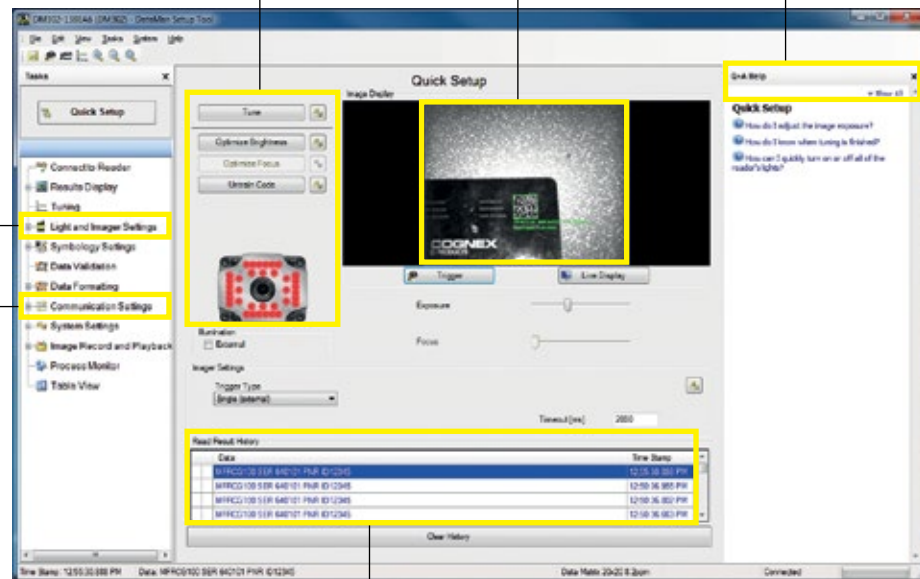 DataMan Setup Tool
File Edit View Tasks System Help
Tasks x
Quick Setup
Connect to Reader
Results Display
Tuning
Light and Imager Settings
Symbology Settings
Data Validation
Data Formatting
Communication Settings
System Settings
Image Record and Playback
Process Monitor
Table View
Quick Setup
Image Display
Tune
Optimize Brightness
Optimize Focus
Untrain Code
COGNEX
Trigger
Live Display
Exposure
Focus
Illumination
External
Imager Settings
Trigger Type
Single (external)
Timeout [ms] 2000
Read Result History
Data Time Stamp
Clear History
Q+A Help x
Show All
Quick Setup
How do I adjust the image exposure?
How do I know when tuning is finished?
How can I quickly turn on or off all of the
reader's lights?
Data Matrix
Connected